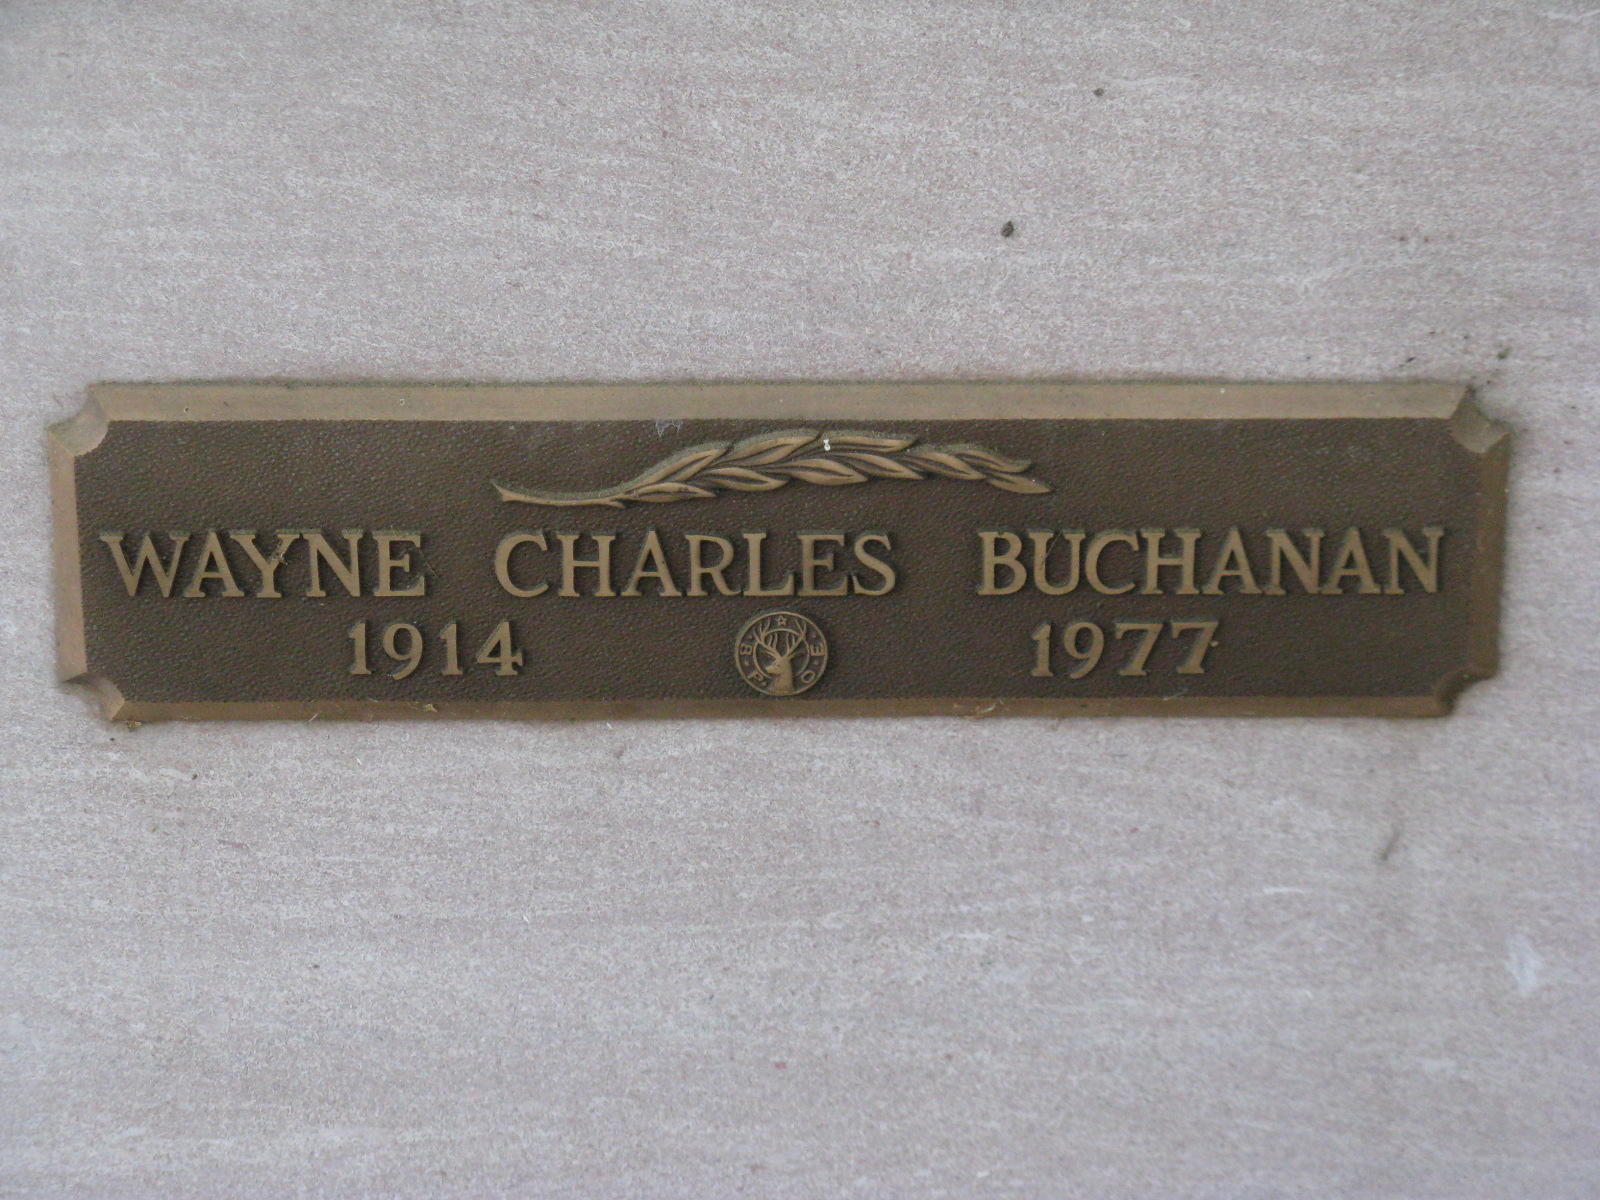 WAYNE CHARLES BUCHANAN
1914 1977
B.P.O.E